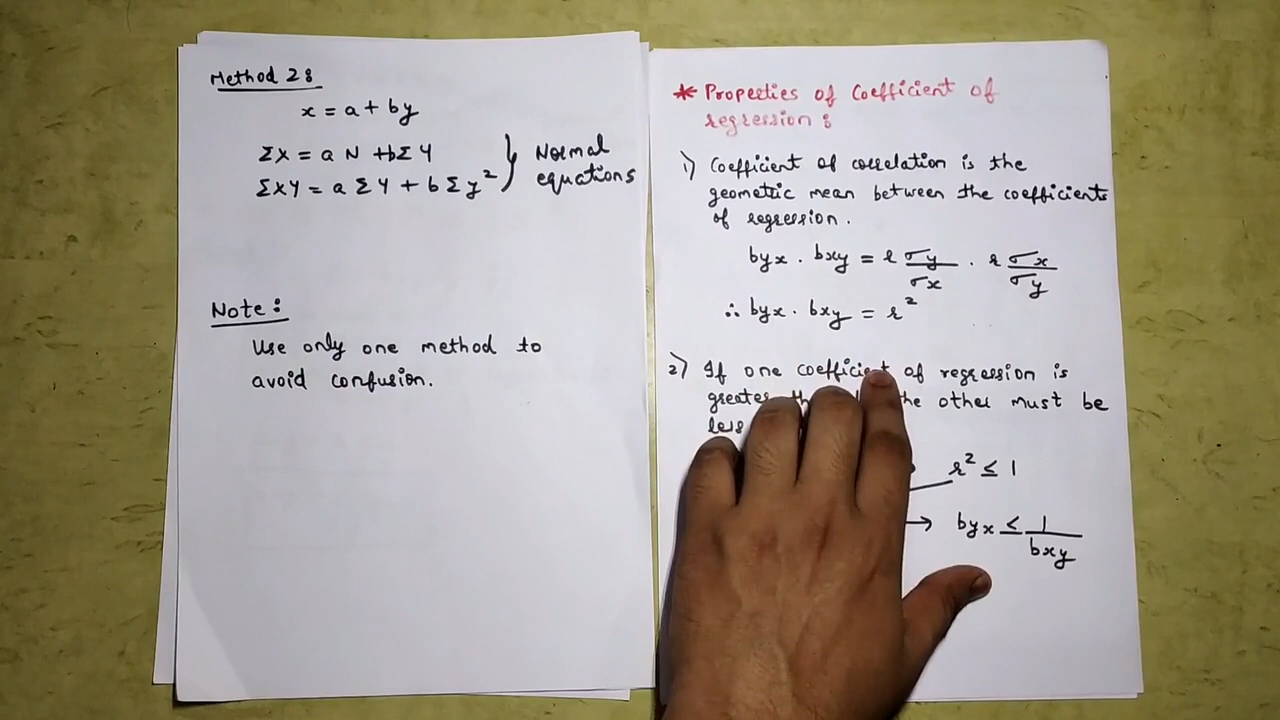 Method 2:
x = a + by
ΣX = a N + bΣY
ΣXY = a ΣY + b Σy²
Normal
equations
Note:
Use only one method to
avoid confusion.
* Properties of Coefficient of
regression:
1) Coefficient of correlation is the
geometric mean between the coefficients
of regression.
byx . bxy = r σy/σx . r σx/σy
∴ byx . bxy = r²
2) If one coefficient of regression is
greater the other must be
less
r² ≤ 1
→ byx ≤ 1/bxy